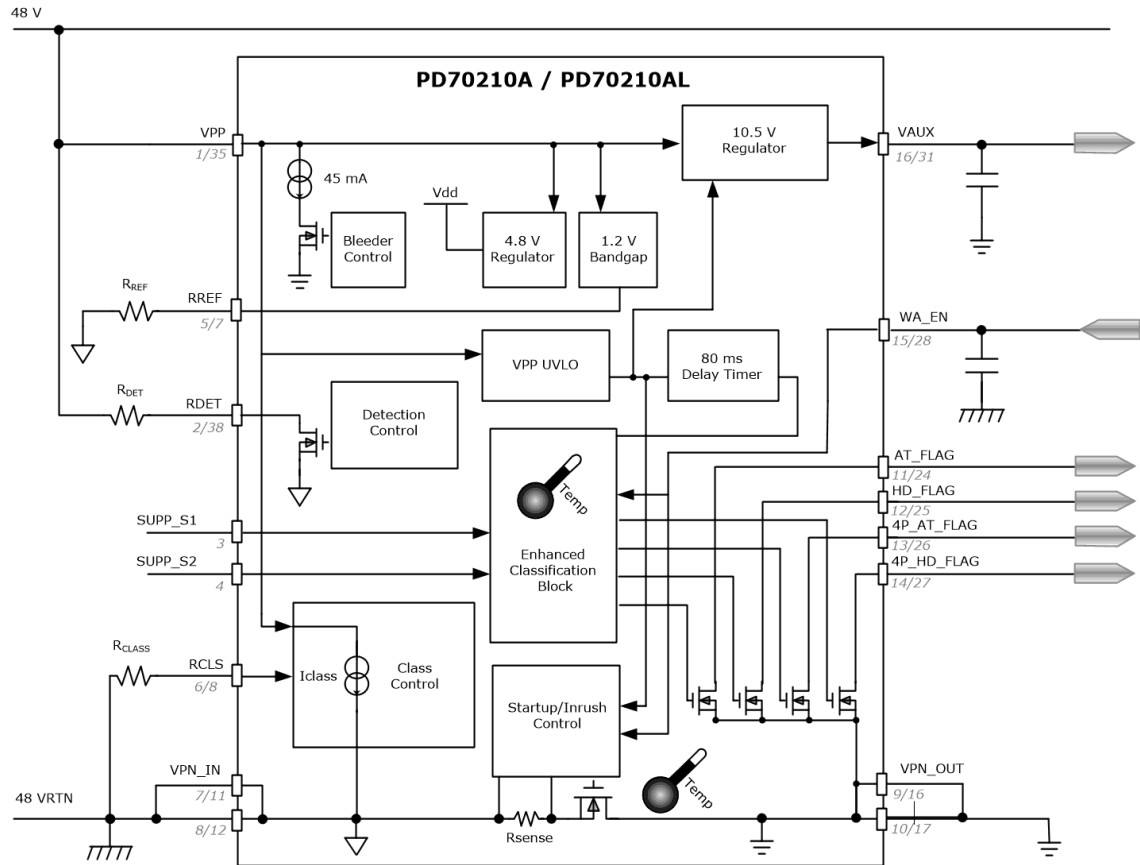 48 V
PD70210A / PD70210AL
VPP
1/35
45 mA
10.5 V
Regulator
VAUX
16/31
Vdd
Bleeder
Control
4.8 V
Regulator
1.2 V
Bandgap
RREF
RREF
5/7
WA_EN
15/28
VPP UVLO
80 ms
Delay Timer
RDET
RDET
2/38
Detection
Control
Temp
AT_FLAG
11/24
HD_FLAG
12/25
4P_AT_FLAG
13/26
4P_HD_FLAG
14/27
SUPP_S1
3
SUPP_S2
4
Enhanced
Classification
Block
RCLASS
RCLS
6/8
Iclass
Class
Control
Startup/Inrush
Control
Temp
VPN_IN
7/11
48 VRTN
8/12
Rsense
VPN_OUT
9/16
10/17